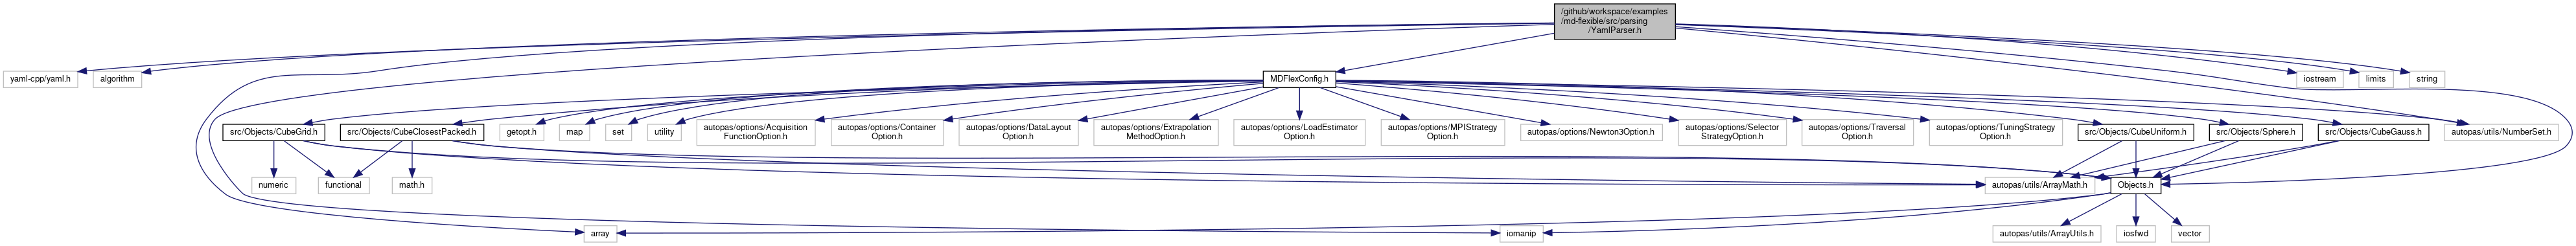 /github/workspace/examples
/md-flexible/src/parsing
/YamlParser.h
yaml-cpp/yaml.h
algorithm
MDFlexConfig.h
iostream
limits
string
src/Objects/CubeGrid.h
src/Objects/CubeClosestPacked.h
getopt.h
map
set
utility
autopas/options/Acquisition
FunctionOption.h
autopas/options/Container
Option.h
autopas/options/DataLayout
Option.h
autopas/options/Extrapolation
MethodOption.h
autopas/options/LoadEstimator
Option.h
autopas/options/MPIStrategy
Option.h
autopas/options/Newton3Option.h
autopas/options/Selector
StrategyOption.h
autopas/options/Traversal
Option.h
autopas/options/TuningStrategy
Option.h
src/Objects/CubeUniform.h
src/Objects/Sphere.h
src/Objects/CubeGauss.h
autopas/utils/NumberSet.h
numeric
functional
math.h
autopas/utils/ArrayMath.h
Objects.h
array
iomanip
autopas/utils/ArrayUtils.h
iosfwd
vector